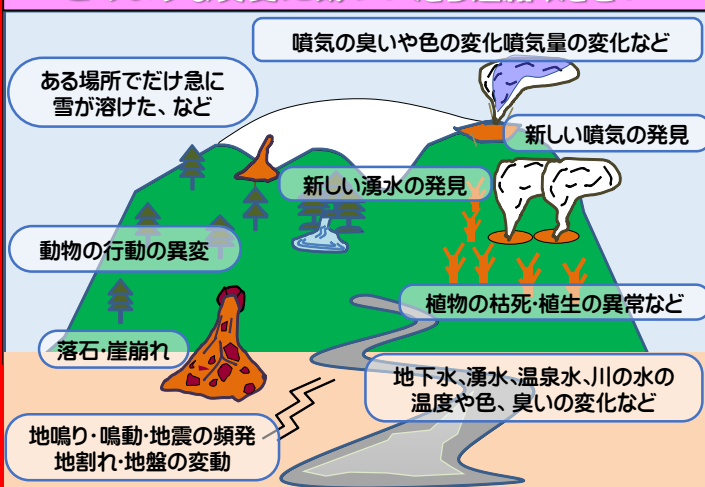 噴気の臭いや色の変化噴気量の変化など
ある場所でだけ急に
雪が溶けた、など
新しい噴気の発見
新しい湧水の発見
動物の行動の異変
植物の枯死・植生の異常など
落石・崖崩れ
地下水、湧水、温泉水、川の水の
温度や色、臭いの変化など
地鳴り・鳴動・地震の頻発
地割れ・地盤の変動